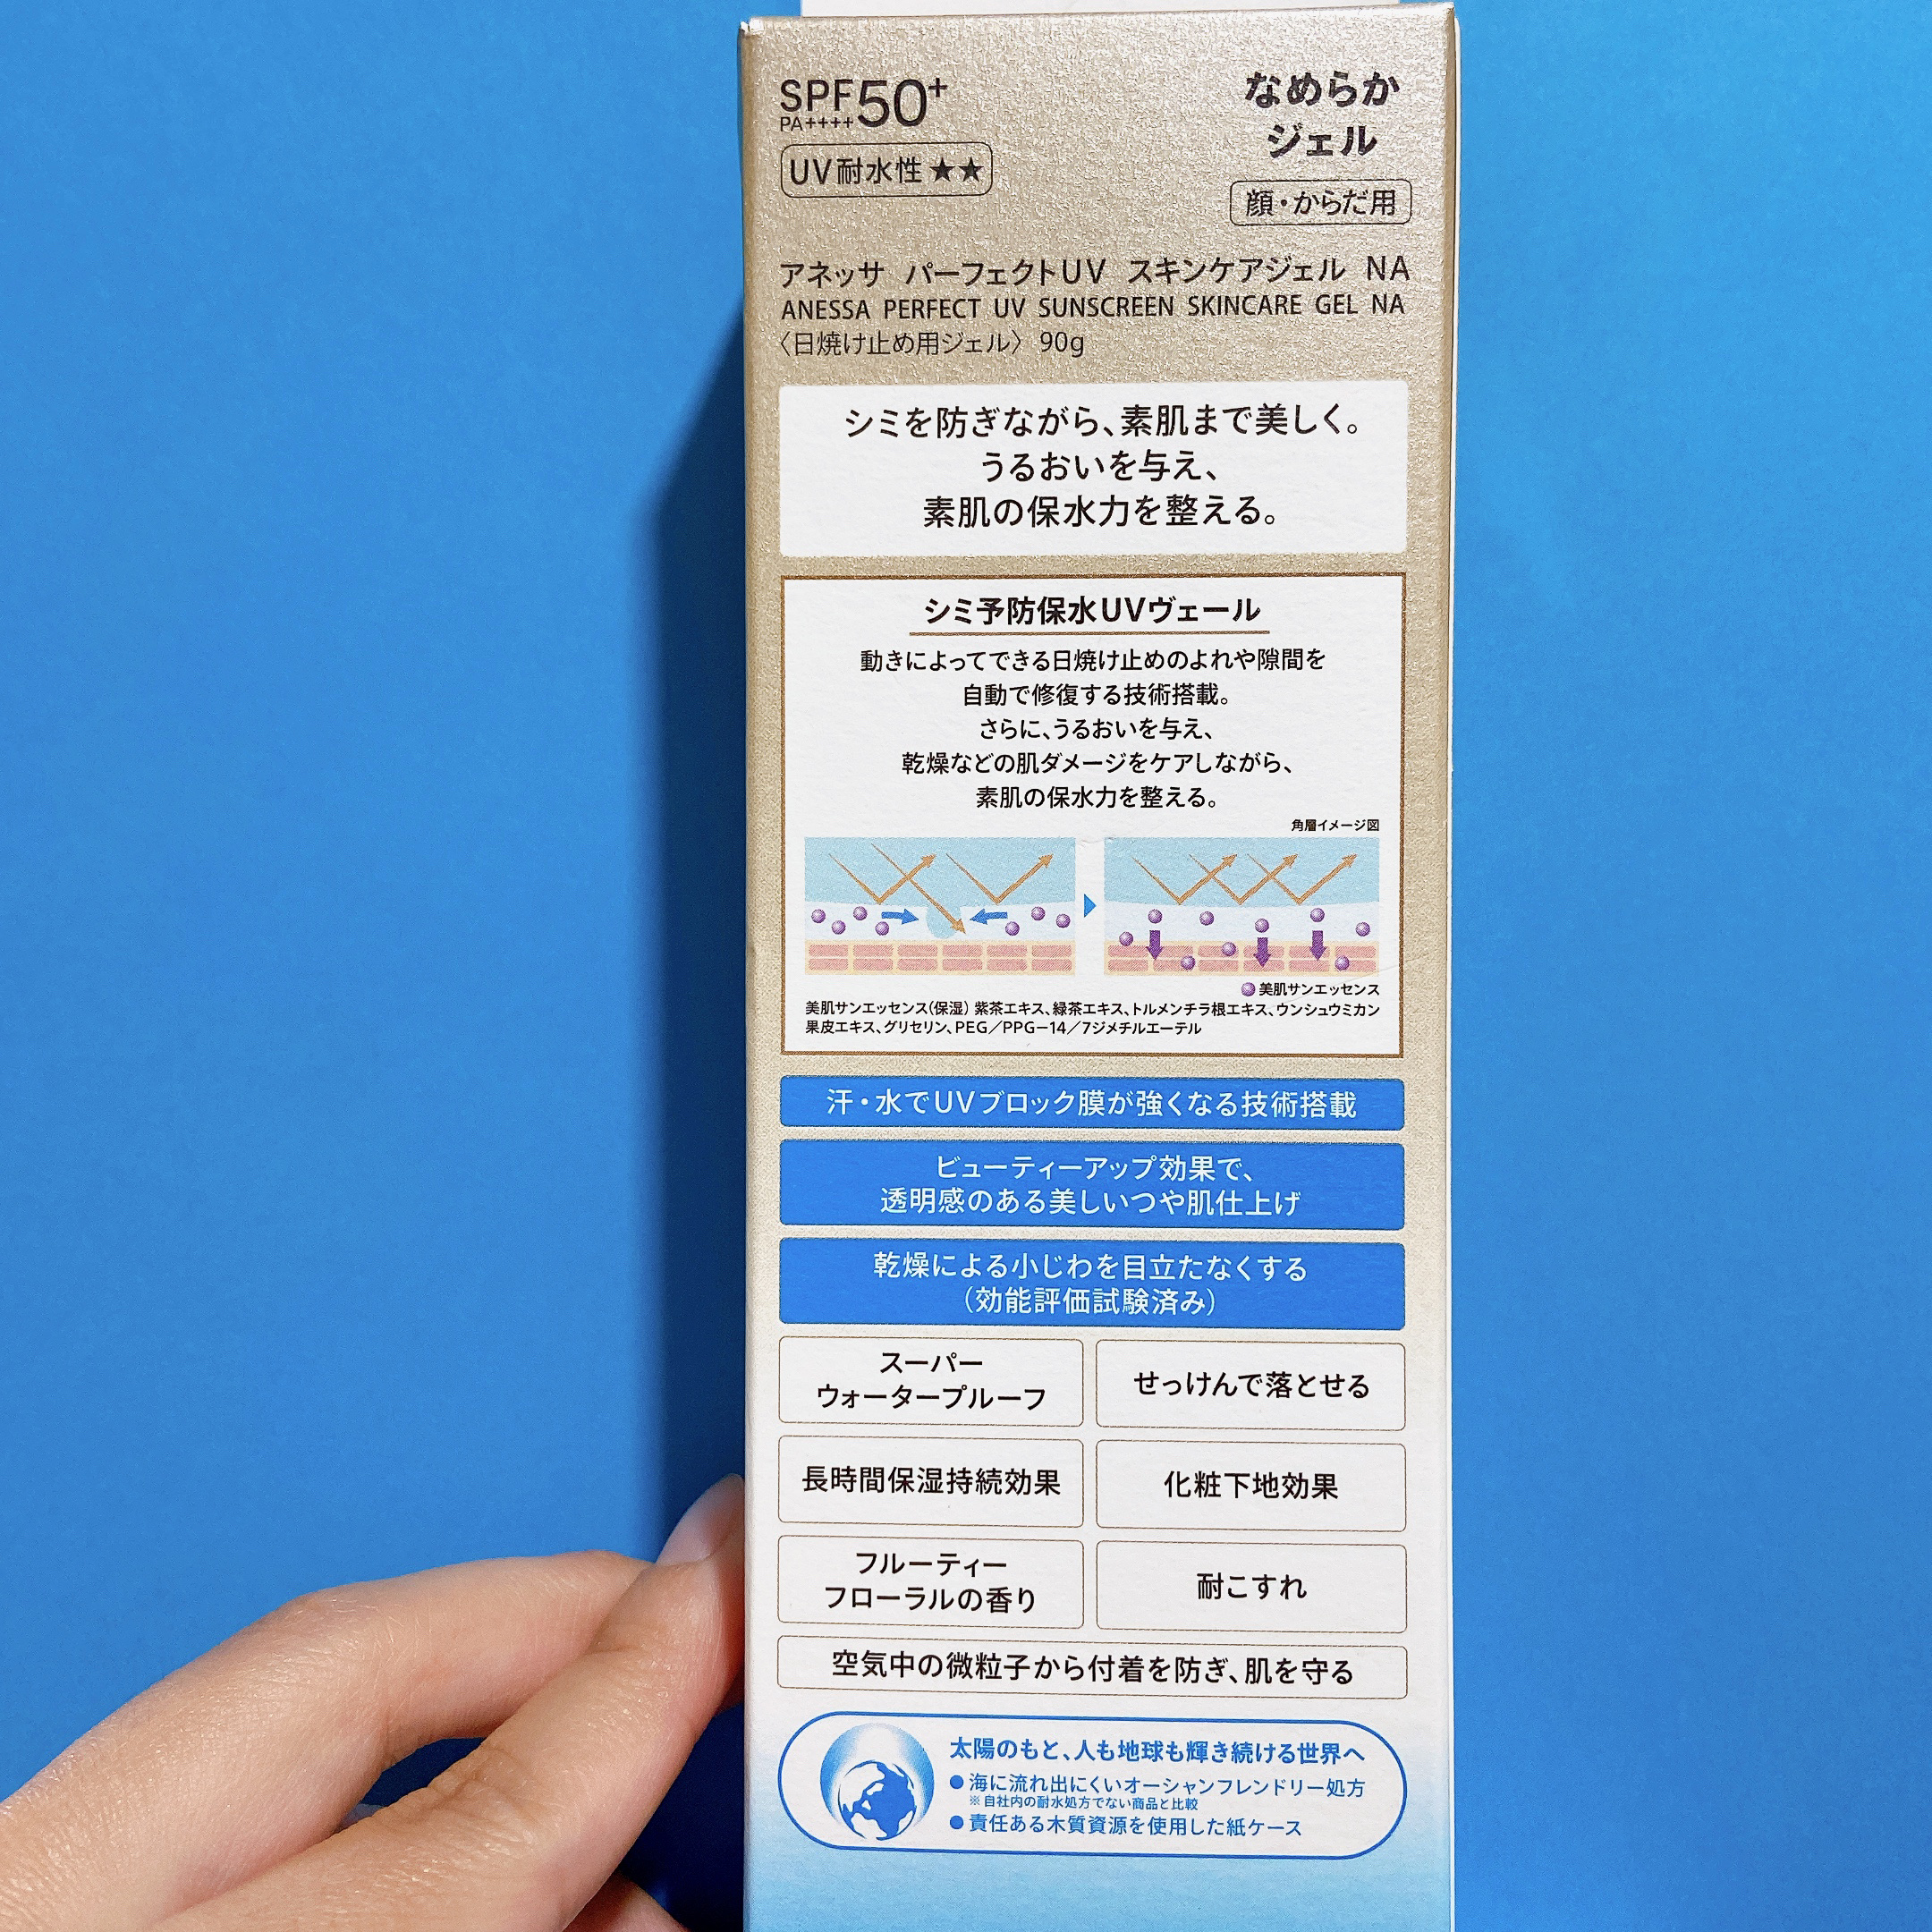 SPF50+
PA++++
UV耐水性★★
なめらか
ジェル
顔・からだ用
アネッサ パーフェクトUV スキンケアジェル NA
ANESSA PERFECT UV SUNSCREEN SKINCARE GEL NA
〈日焼け止め用ジェル〉 90g
シミを防ぎながら、素肌まで美しく。
うるおいを与え、
素肌の保水力を整える。
シミ予防保水UVヴェール
動きによってできる日焼け止めのよれや隙間を
自動で修復する技術搭載。
さらに、うるおいを与え、
乾燥などの肌ダメージをケアしながら、
素肌の保水力を整える。
角層イメージ図
美肌サンエッセンス
美肌サンエッセンス(保湿) 紫茶エキス、緑茶エキス、トルメンチラ根エキス、ウンシュウミカン
果皮エキス、グリセリン、PEG/PPG-14/7ジメチルエーテル
汗・水でUVブロック膜が強くなる技術搭載
ビューティーアップ効果で、
透明感のある美しいつや肌仕上げ
乾燥による小じわを目立たなくする
(効能評価試験済み)
スーパー
ウォータープルーフ
せっけんで落とせる
長時間保湿持続効果
化粧下地効果
フルーティー
フローラルの香り
耐こすれ
空気中の微粒子から付着を防ぎ、肌を守る
太陽のもと、人も地球も輝き続ける世界へ
●海に流れ出にくいオーシャンフレンドリー処方
※自社内の耐水処方でない商品と比較
●責任ある木質資源を使用した紙ケース